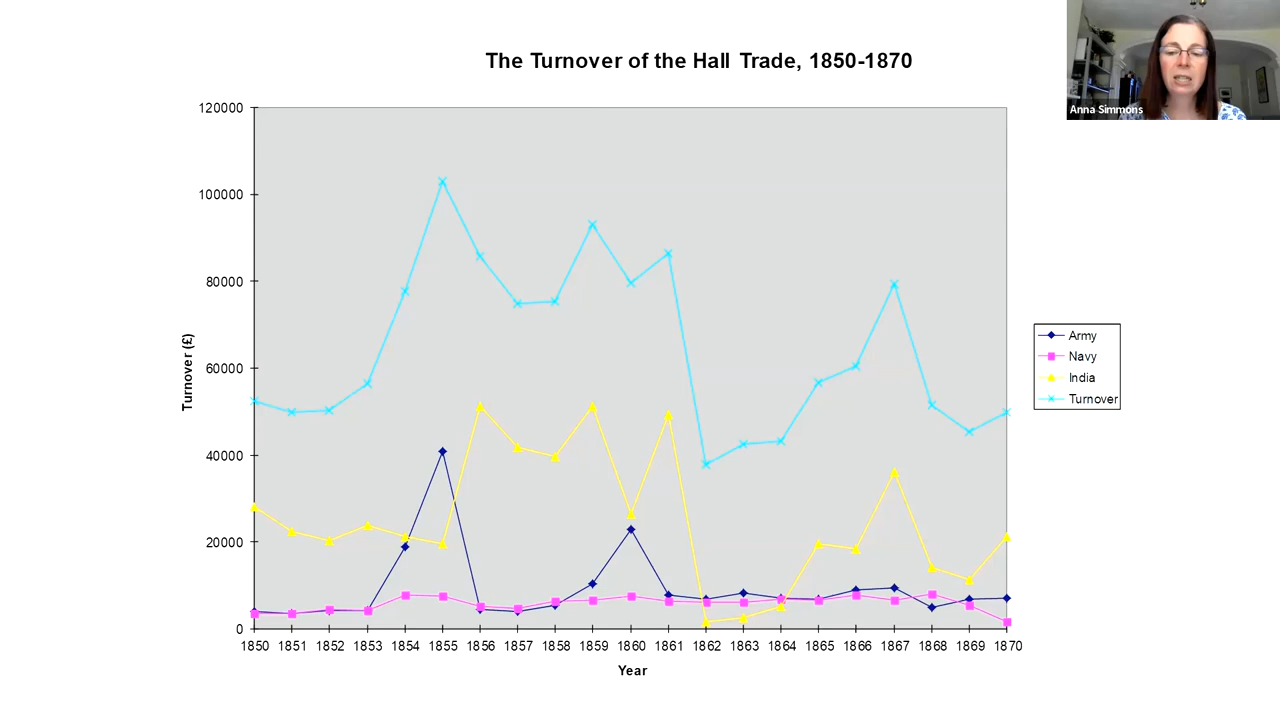 The Turnover of the Hall Trade, 1850-1870
Anna Simmons
120000
100000
80000
60000
40000
20000
0
Turnover (£)
1850 1851 1852 1853 1854 1855 1856 1857 1858 1859 1860 1861 1862 1863 1864 1865 1866 1867 1868 1869 1870
Year
Army
Navy
India
Turnover